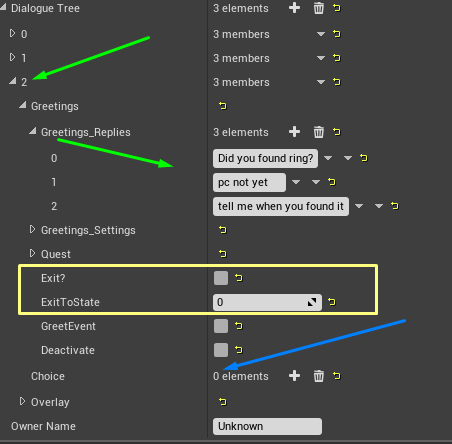 Dialogue Tree 3 elements
0 3 members
1 3 members
2 3 members
Greetings
Greetings_Replies 3 elements
0 Did you found ring?
1 pc not yet
2 tell me when you found it
Greetings_Settings
Quest
Exit?
ExitToState 0
GreetEvent
Deactivate
Choice 0 elements
Overlay
Owner Name Unknown